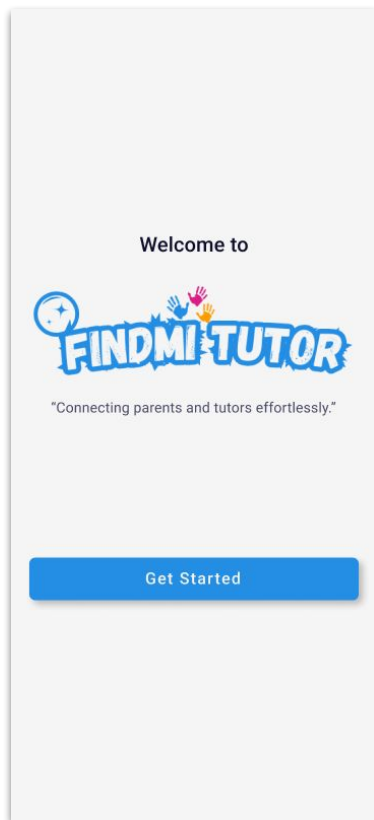 Welcome to
FINDMI TUTOR
“Connecting parents and tutors effortlessly.”
Get Started